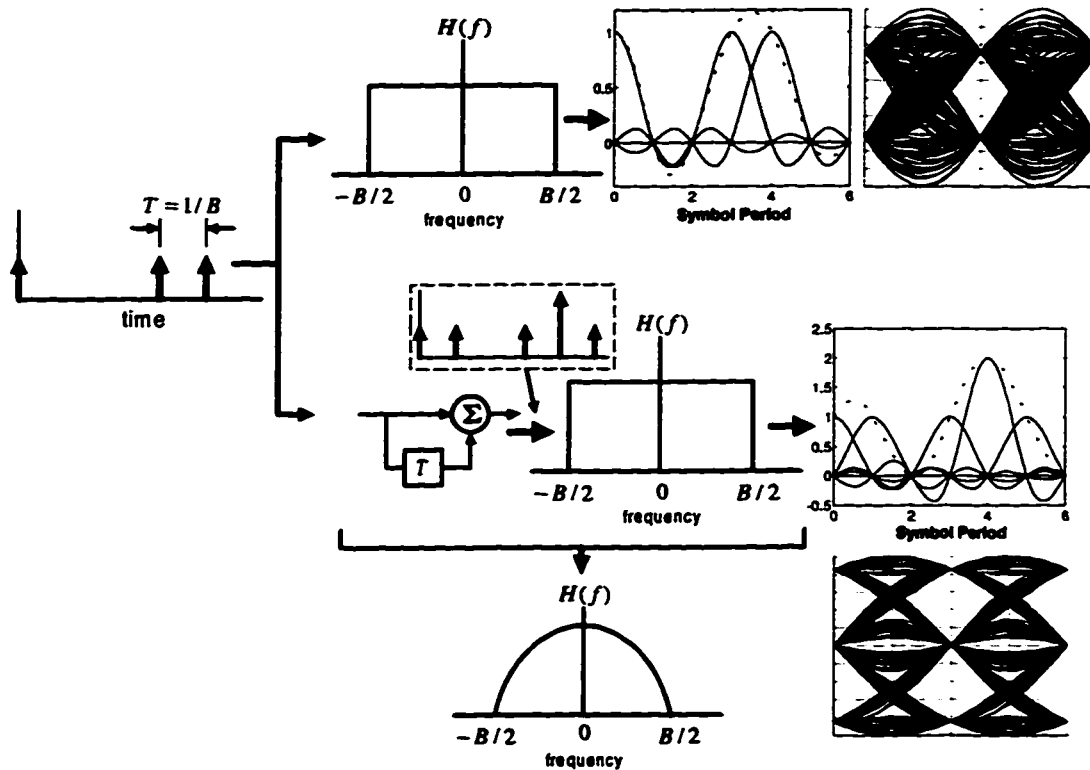 H(f)
-B/2
0
B/2
frequency
1
0.5
0
0
2
4
6
Symbol Period
T = 1/B
time
Σ
T
H(f)
-B/2
0
B/2
frequency
2.5
2
1.5
1
0.5
0
-0.5
0
2
4
6
Symbol Period
H(f)
-B/2
0
B/2
frequency